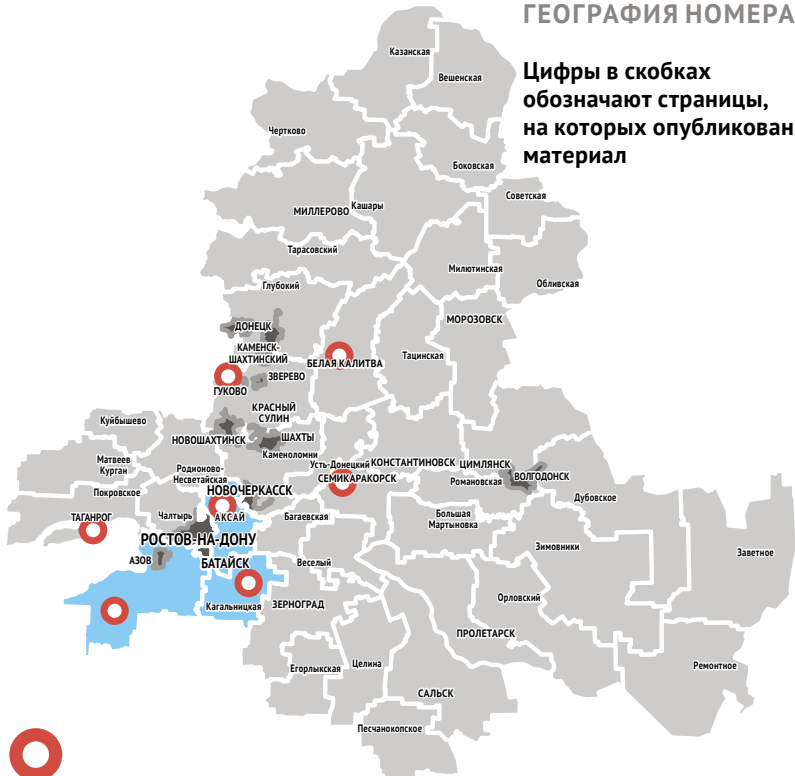 ГЕОГРАФИЯ НОМЕРА
Цифры в скобках
обозначают страницы,
на которых опубликован
материал
Казанская
Вешенская
Чертково
Боковская
Советская
МИЛЛЕРОВО
Кашары
Тарасовский
Милютинская
Обливская
Глубокий
МОРОЗОВСК
ДОНЕЦК
КАМЕНСК-
ШАХТИНСКИЙ
БЕЛАЯ КАЛИТВА
Тацинская
ЗВЕРЕВО
ГУКОВО
КРАСНЫЙ
СУЛИН
Куйбышево
НОВОШАХТИНСК
ШАХТЫ
Каменоломни
Матвеев
Курган
Родионово-
Несветайская
Усть-Донецкий
КОНСТАНТИНОВСК
ЦИМЛЯНСК
СЕМИКАРАКОРСК
Романовская
ВОЛГОДОНСК
Покровское
НОВОЧЕРКАССК
Дубовское
ТАГАНРОГ
Чалтырь
АКСАЙ
Багаевская
Большая
Мартыновка
РОСТОВ-НА-ДОНУ
Зимовники
Заветное
АЗОВ
БАТАЙСК
Веселый
Кагальницкая
ЗЕРНОГРАД
Орловский
ПРОЛЕТАРСК
Егорлыкская
Целина
Ремонтное
САЛЬСК
Песчанокопское